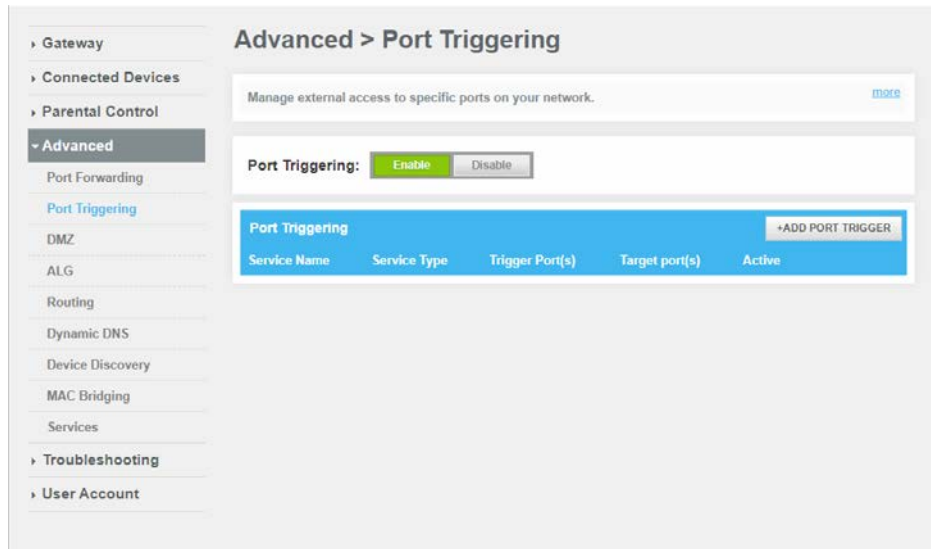 Gateway
Connected Devices
Parental Control
Advanced
Port Forwarding
Port Triggering
DMZ
ALG
Routing
Dynamic DNS
Device Discovery
MAC Bridging
Services
Troubleshooting
User Account
Advanced > Port Triggering
Manage external access to specific ports on your network. more
Port Triggering: Enable Disable
Port Triggering +ADD PORT TRIGGER
Service Name Service Type Trigger Port(s) Target port(s) Active